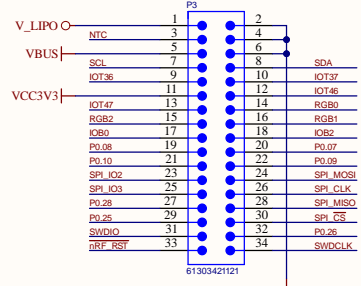 P3
V_LIPO 1 2
NTC 3 4
VBUS 5 6
SCL 7 8 SDA
IOT36 9 10 IOT37
VCC3V3 11 12 IOT46
IOT47 13 14 RGB0
RGB2 15 16 RGB1
IOB0 17 18 IOB2
P0.08 19 20 P0.07
P0.10 21 22 P0.09
SPI_IO2 23 24 SPI_MOSI
SPI_IO3 25 26 SPI_CLK
P0.28 27 28 SPI_MISO
P0.25 29 30 SPI_CS
SWDIO 31 32 P0.26
nRF_RST 33 34 SWDCLK
61303421121